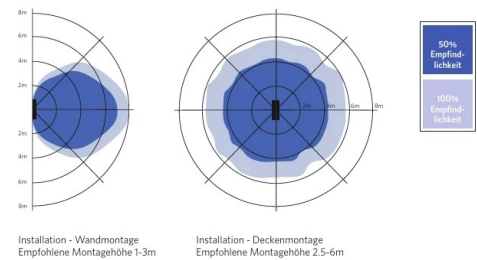 8m
6m
4m
2m
2m
4m
6m
8m
2m
4m
6m
8m
50%
Empfind-
lichkeit
100%
Empfind-
lichkeit
Installation - Wandmontage
Empfohlene Montagehöhe 1-3m
Installation - Deckenmontage
Empfohlene Montagehöhe 2.5-6m